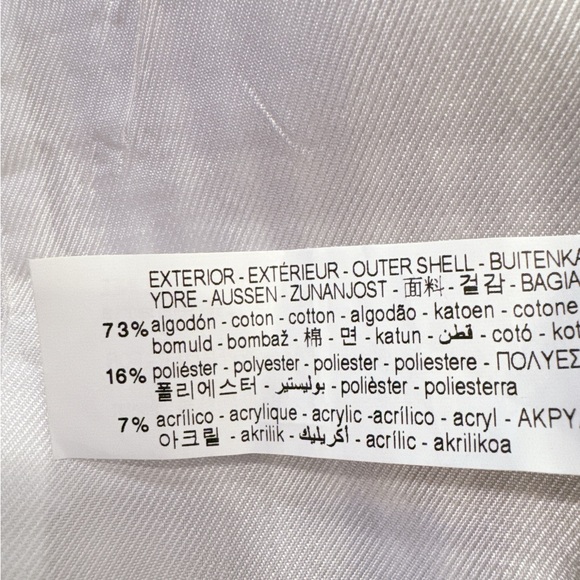 EXTERIOR - EXTÉRIEUR - OUTER SHELL - BUITENKA
YDRE - AUSSEN - ZUNANJOST - 面料 - 겉감 - BAGIA
73% algodón - coton - cotton - algodão - katoen - cotone
bomuld - bombaž - 棉 - 면 - katun - قطن - cotó - kot
16% poliéster - polyester - poliester - poliestere - ΠΟΛΥΕΣ
폴리에스터 - بوليستير - polièster - poliesterra
7% acrílico - acrylique - acrylic -acrílico - acryl - ΑΚΡΥ
아크릴 - akrilik - أكريليك - acrílic - akrilikoa